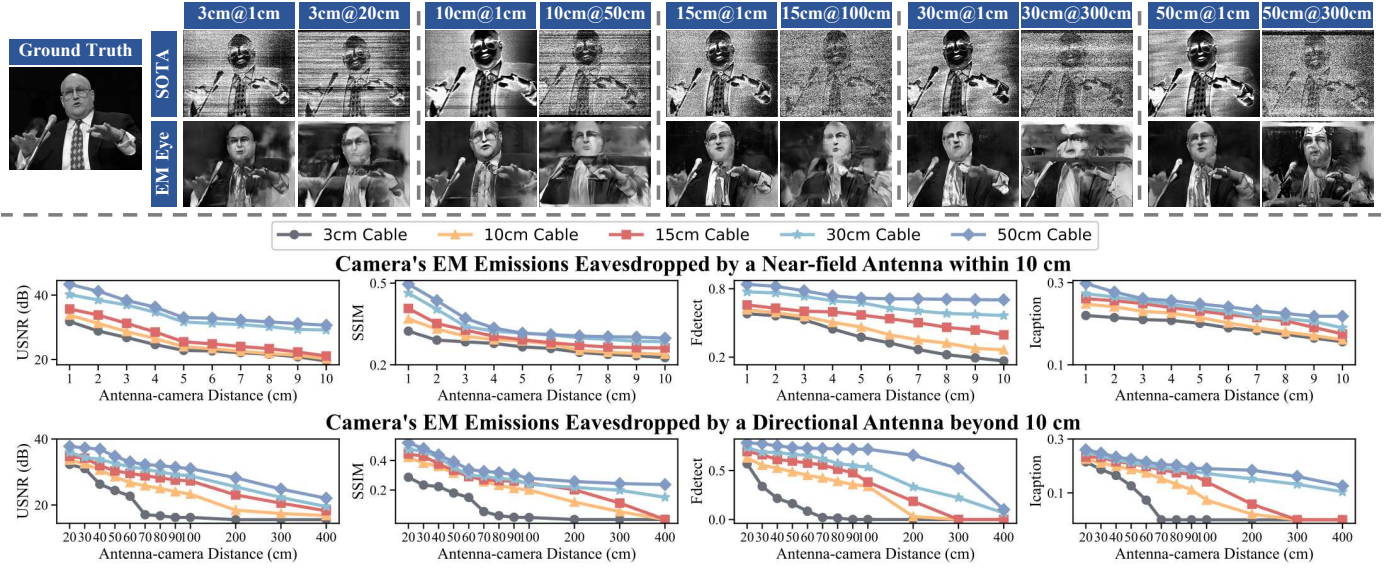 3cm@1cm 3cm@20cm 10cm@1cm 10cm@50cm 15cm@1cm 15cm@100cm 30cm@1cm 30cm@300cm 50cm@1cm 50cm@300cm
Ground Truth
SOTA
EM Eye
3cm Cable 10cm Cable 15cm Cable 30cm Cable 50cm Cable
Camera's EM Emissions Eavesdropped by a Near-field Antenna within 10 cm
USNR (dB)
40
20
1 2 3 4 5 6 7 8 9 10
Antenna-camera Distance (cm)
SSIM
0.5
0.2
1 2 3 4 5 6 7 8 9 10
Antenna-camera Distance (cm)
Fdetect
0.8
0.2
1 2 3 4 5 6 7 8 9 10
Antenna-camera Distance (cm)
Icaption
0.3
0.1
1 2 3 4 5 6 7 8 9 10
Antenna-camera Distance (cm)
Camera's EM Emissions Eavesdropped by a Directional Antenna beyond 10 cm
USNR (dB)
40
20
20 30 40 50 60 70 80 90 100 200 300 400
Antenna-camera Distance (cm)
SSIM
0.4
0.2
20 30 40 50 60 70 80 90 100 200 300 400
Antenna-camera Distance (cm)
Fdetect
0.5
0.0
20 30 40 50 60 70 80 90 100 200 300 400
Antenna-camera Distance (cm)
Icaption
0.3
0.1
20 30 40 50 60 70 80 90 100 200 300 400
Antenna-camera Distance (cm)